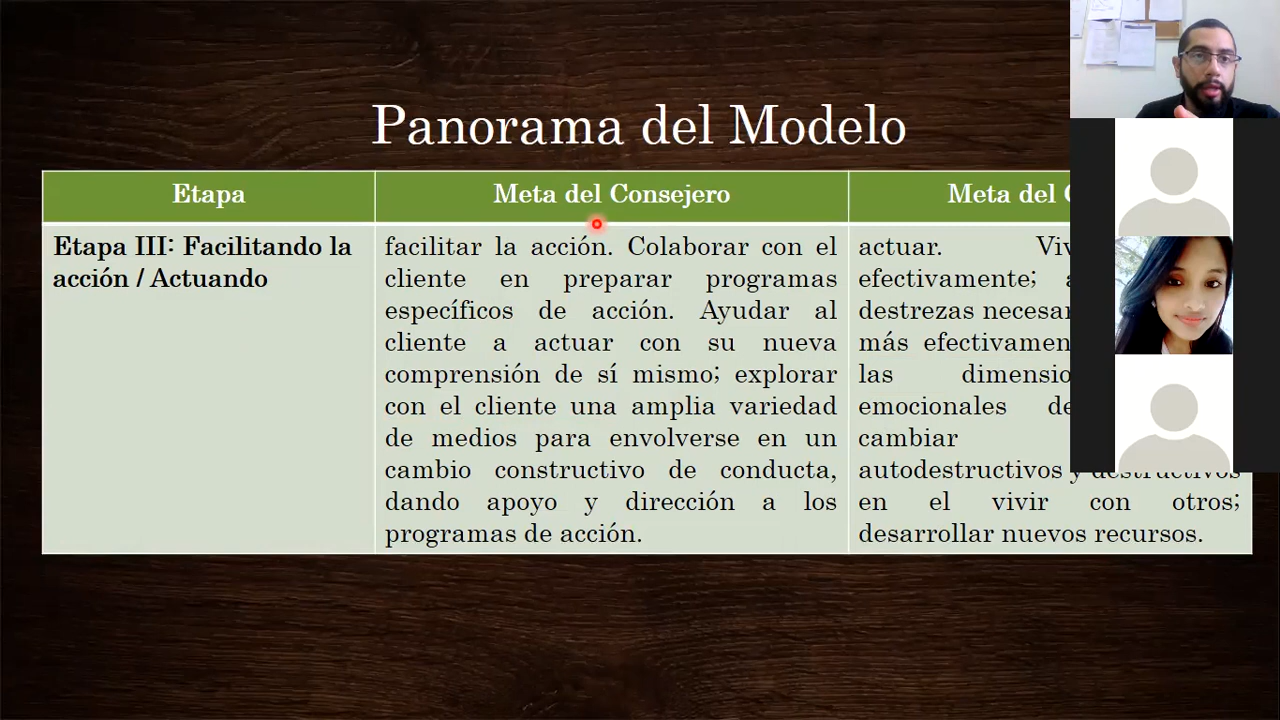 Panorama del Modelo
Etapa
Meta del Consejero
Meta del
Etapa III: Facilitando la
acción / Actuando
facilitar la acción. Colaborar con el
cliente en preparar programas
específicos de acción. Ayudar al
cliente a actuar con su nueva
comprensión de sí mismo; explorar
con el cliente una amplia variedad
de medios para envolverse en un
cambio constructivo de conducta,
dando apoyo y dirección a los
programas de acción.
actuar.
efectivamente;
destrezas
más
las
emocionales
cambiar
autodestructivos y destructivos
en el vivir con otros;
desarrollar nuevos recursos.